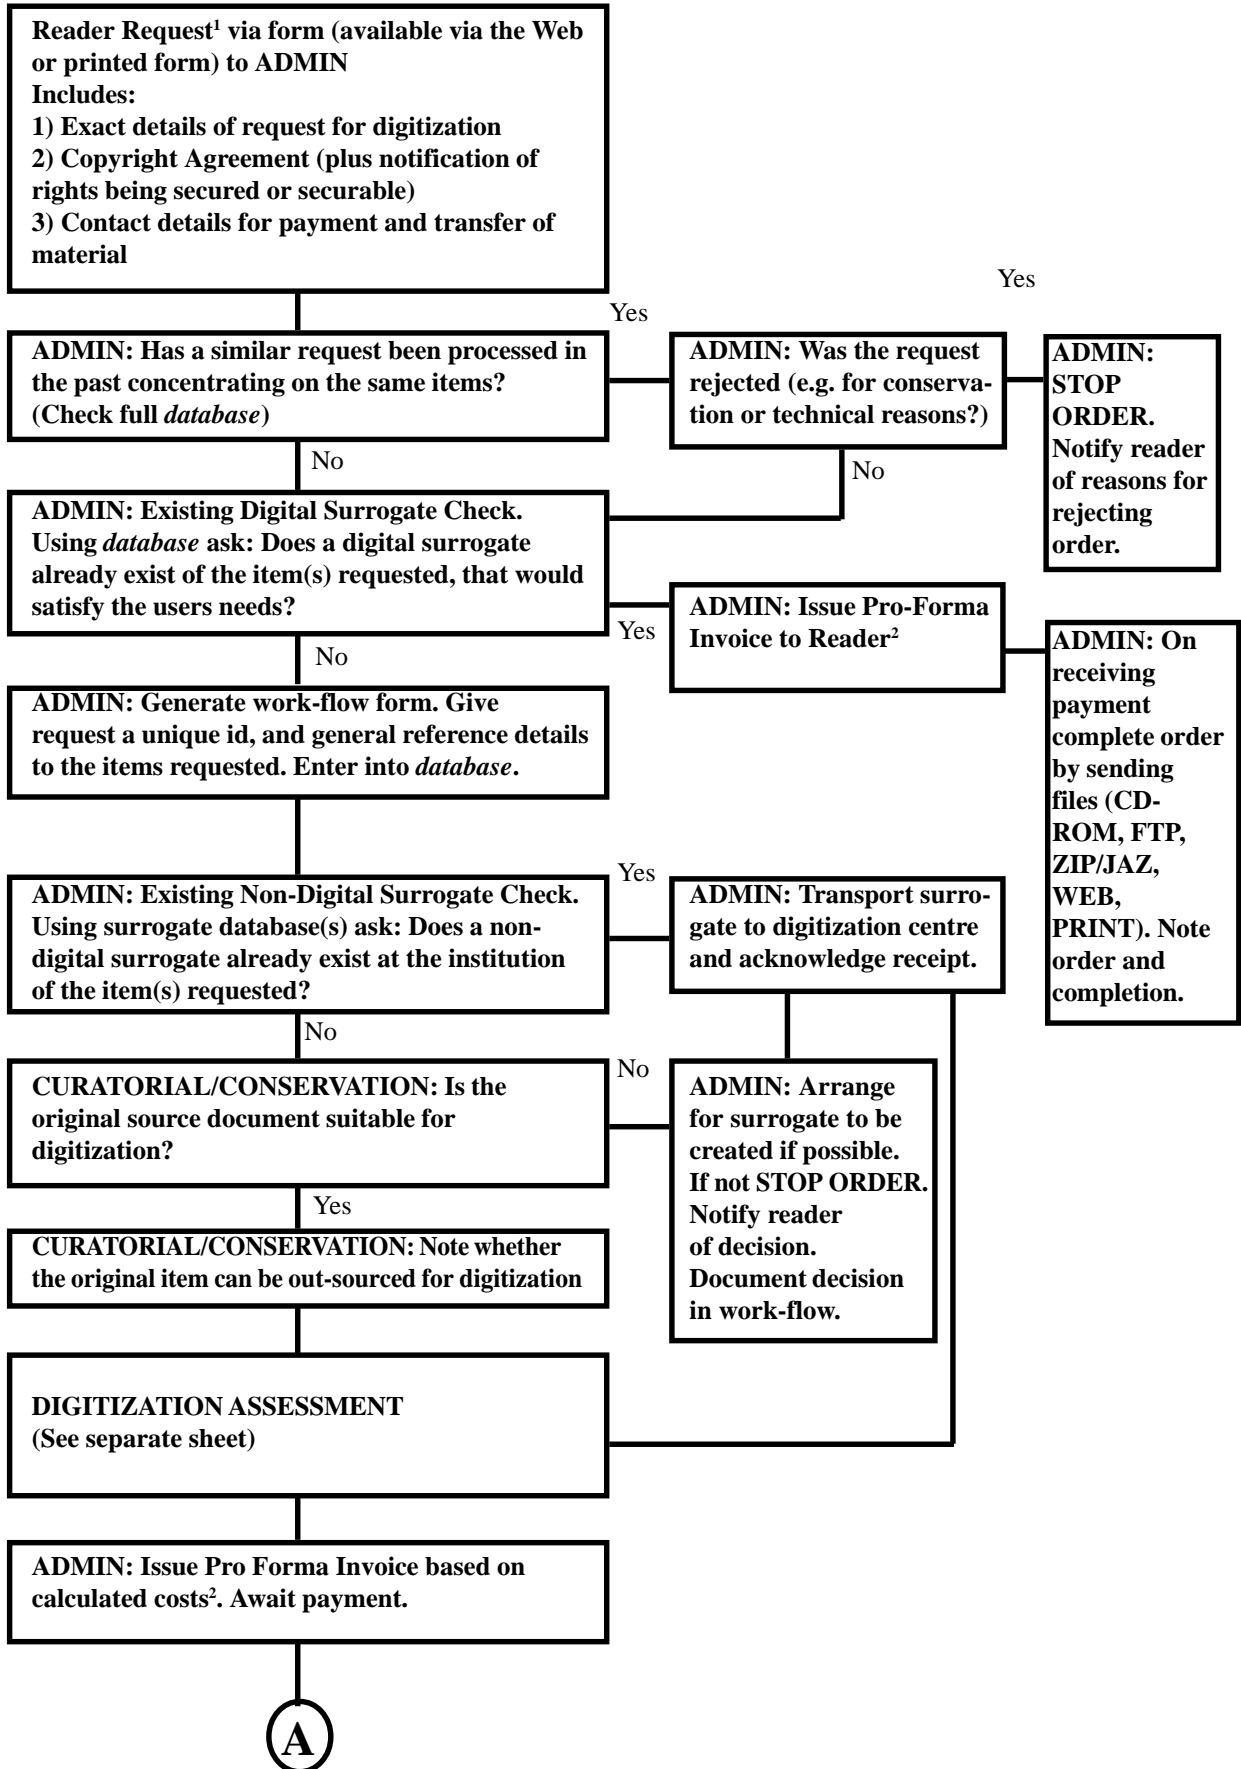 Reader Request¹ via form (available via the Web
or printed form) to ADMIN
Includes:
1) Exact details of request for digitization
2) Copyright Agreement (plus notification of
rights being secured or securable)
3) Contact details for payment and transfer of
material
Yes
Yes
ADMIN: Has a similar request been processed in
the past concentrating on the same items?
(Check full database)
ADMIN: Was the request
rejected (e.g. for conserva-
tion or technical reasons?)
ADMIN:
STOP
ORDER.
Notify reader
of reasons for
rejecting
order.
No
No
ADMIN: Existing Digital Surrogate Check.
Using database ask: Does a digital surrogate
already exist of the item(s) requested, that would
satisfy the users needs?
Yes
ADMIN: Issue Pro-Forma
Invoice to Reader²
ADMIN: On
receiving
payment
complete order
by sending
files (CD-
ROM, FTP,
ZIP/JAZ,
WEB,
PRINT). Note
order and
completion.
No
ADMIN: Generate work-flow form. Give
request a unique id, and general reference details
to the items requested. Enter into database.
ADMIN: Existing Non-Digital Surrogate Check.
Using surrogate database(s) ask: Does a non-
digital surrogate already exist at the institution
of the item(s) requested?
Yes
ADMIN: Transport surro-
gate to digitization centre
and acknowledge receipt.
No
CURATORIAL/CONSERVATION: Is the
original source document suitable for
digitization?
No
ADMIN: Arrange
for surrogate to be
created if possible.
If not STOP ORDER.
Notify reader
of decision.
Document decision
in work-flow.
Yes
CURATORIAL/CONSERVATION: Note whether
the original item can be out-sourced for digitization
DIGITIZATION ASSESSMENT
(See separate sheet)
ADMIN: Issue Pro Forma Invoice based on
calculated costs². Await payment.
A